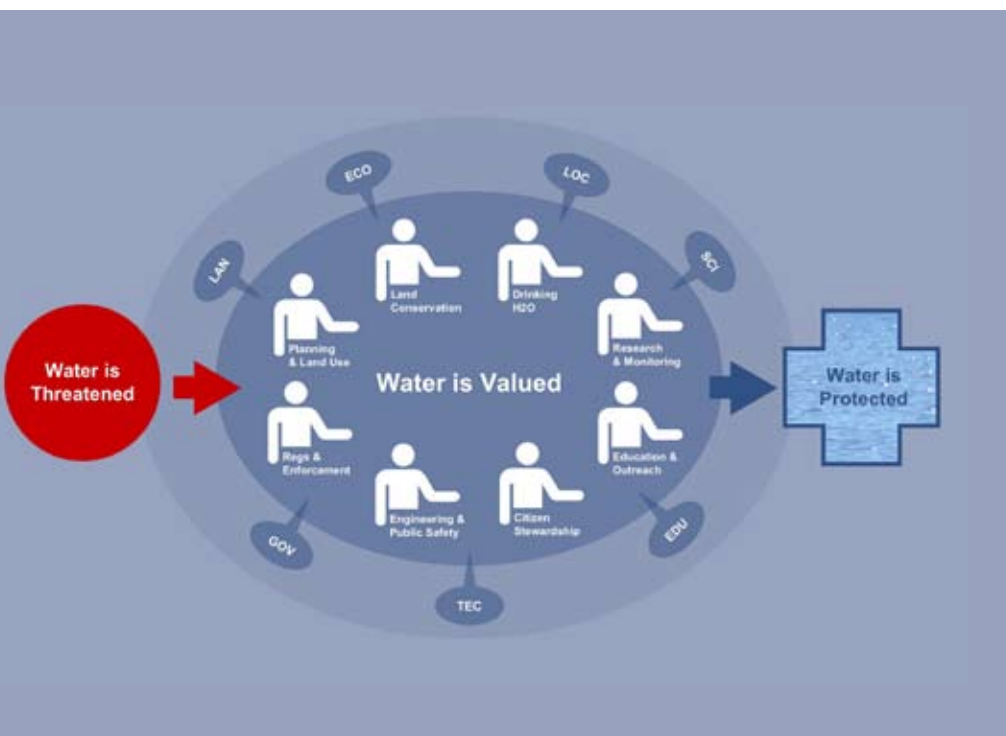 ECO
LOC
LAN
SCI
Land
Conservation
Drinking
H2O
Planning
& Land Use
Research
& Monitoring
Water is
Threatened
Water is Valued
Water is
Protected
Regs &
Enforcement
Education &
Outreach
Engineering &
Public Safety
Citizen
Stewardship
GOV
EDU
TEC